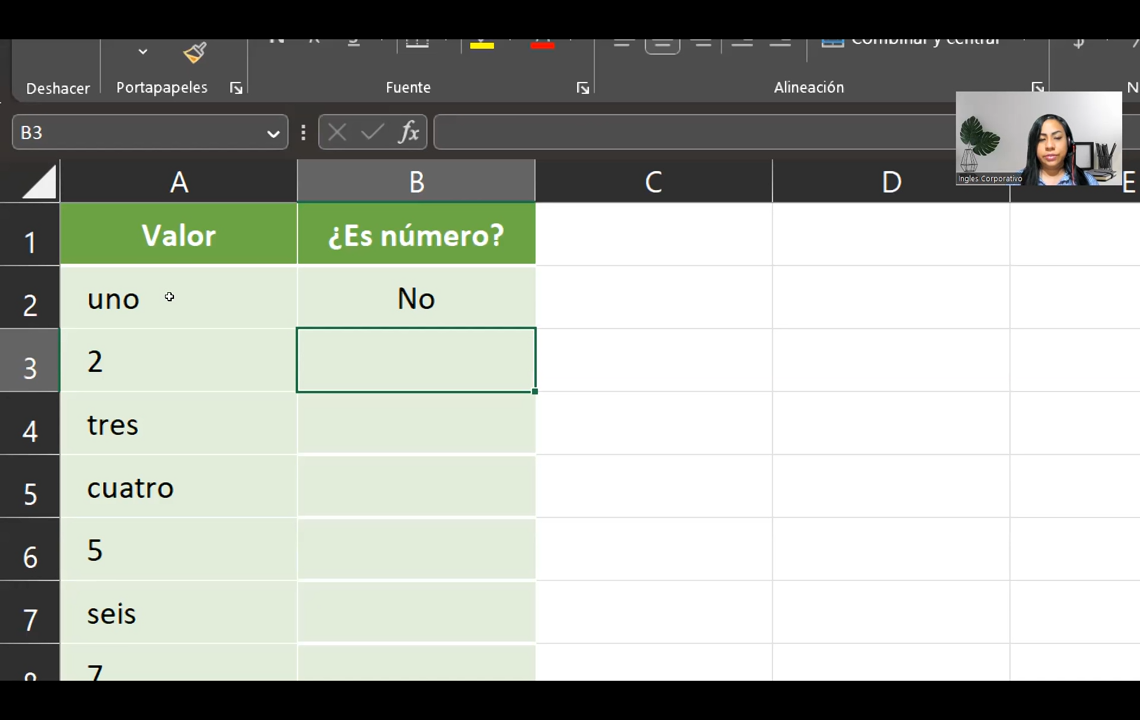 Combinar y centrar
Deshacer
Portapapeles
Fuente
Alineación
N
B3
fx
Ingles Corporativo
A
B
C
D
E
1
Valor
¿Es número?
2
uno
No
3
2
4
tres
5
cuatro
6
5
7
seis
8
7